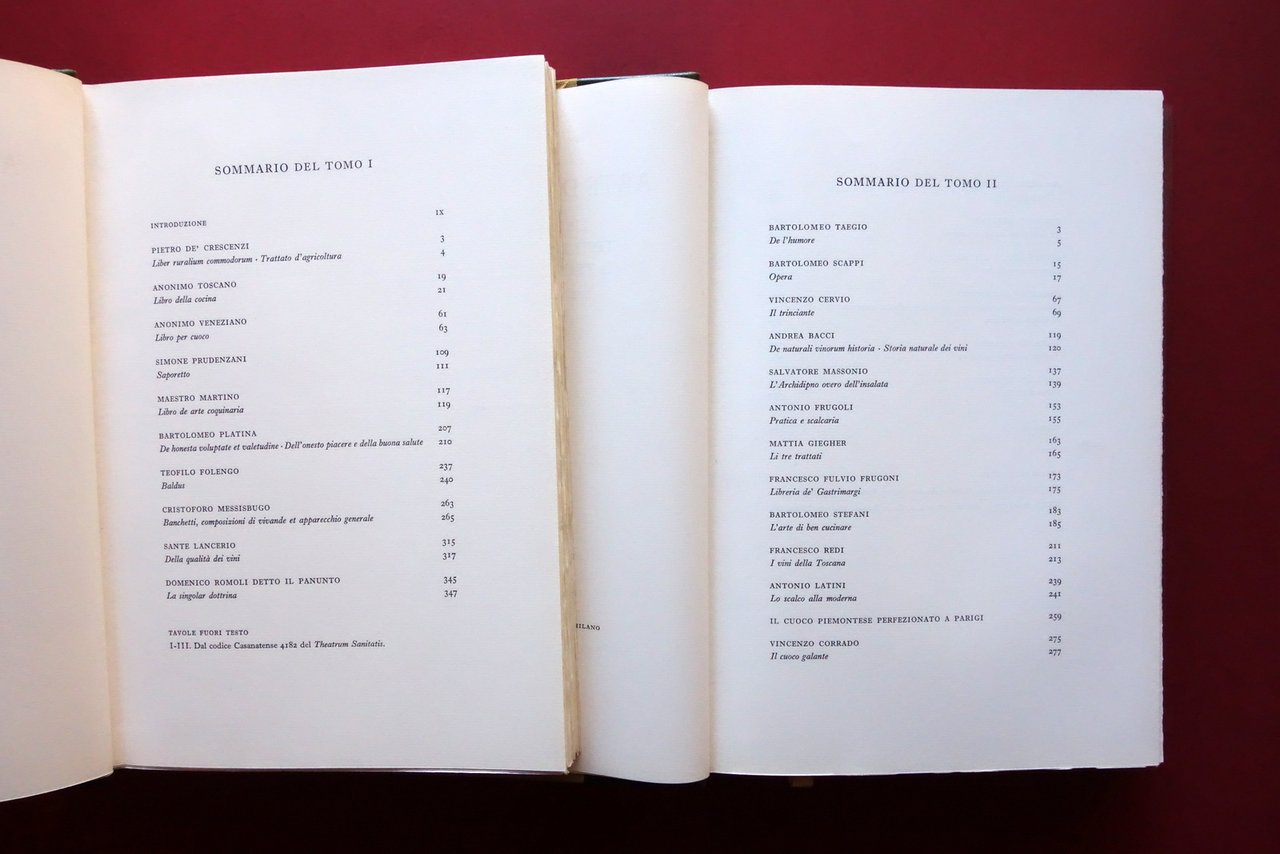 SOMMARIO DEL TOMO I
INTRODUZIONE IX
PIETRO DE' CRESCENZI 3
Liber ruralium commodorum · Trattato d'agricoltura 4
ANONIMO TOSCANO 19
Libro della cocina 21
ANONIMO VENEZIANO 61
Libro per cuoco 63
SIMONE PRUDENZANI 109
Saporetto 111
MAESTRO MARTINO 117
Libro de arte coquinaria 119
BARTOLOMEO PLATINA 207
De honesta voluptate et valetudine · Dell'onesto piacere e della buona salute 210
TEOFILO FOLENGO 237
Baldus 240
CRISTOFORO MESSISBUGO 263
Banchetti, composizioni di vivande et apparecchio generale 265
SANTE LANCERIO 315
Della qualità dei vini 317
DOMENICO ROMOLI DETTO IL PANUNTO 345
La singolar dottrina 347
TAVOLE FUORI TESTO
I-III. Dal codice Casanatense 4182 del Theatrum Sanitatis.
SOMMARIO DEL TOMO II
BARTOLOMEO TAEGIO 3
De l'humore 5
BARTOLOMEO SCAPPI 15
Opera 17
VINCENZO CERVIO 67
Il trinciante 69
ANDREA BACCI 119
De naturali vinorum historia · Storia naturale dei vini 120
SALVATORE MASSONIO 137
L'Archidipno overo dell'insalata 139
ANTONIO FRUGOLI 153
Pratica e scalcaria 155
MATTIA GIEGHER 163
Li tre trattati 165
FRANCESCO FULVIO FRUGONI 173
Libreria de' Gastrimargi 175
BARTOLOMEO STEFANI 183
L'arte di ben cucinare 185
FRANCESCO REDI 211
I vini della Toscana 213
ANTONIO LATINI 239
Lo scalco alla moderna 241
IL CUOCO PIEMONTESE PERFEZIONATO A PARIGI 259
VINCENZO CORRADO 275
Il cuoco galante 277